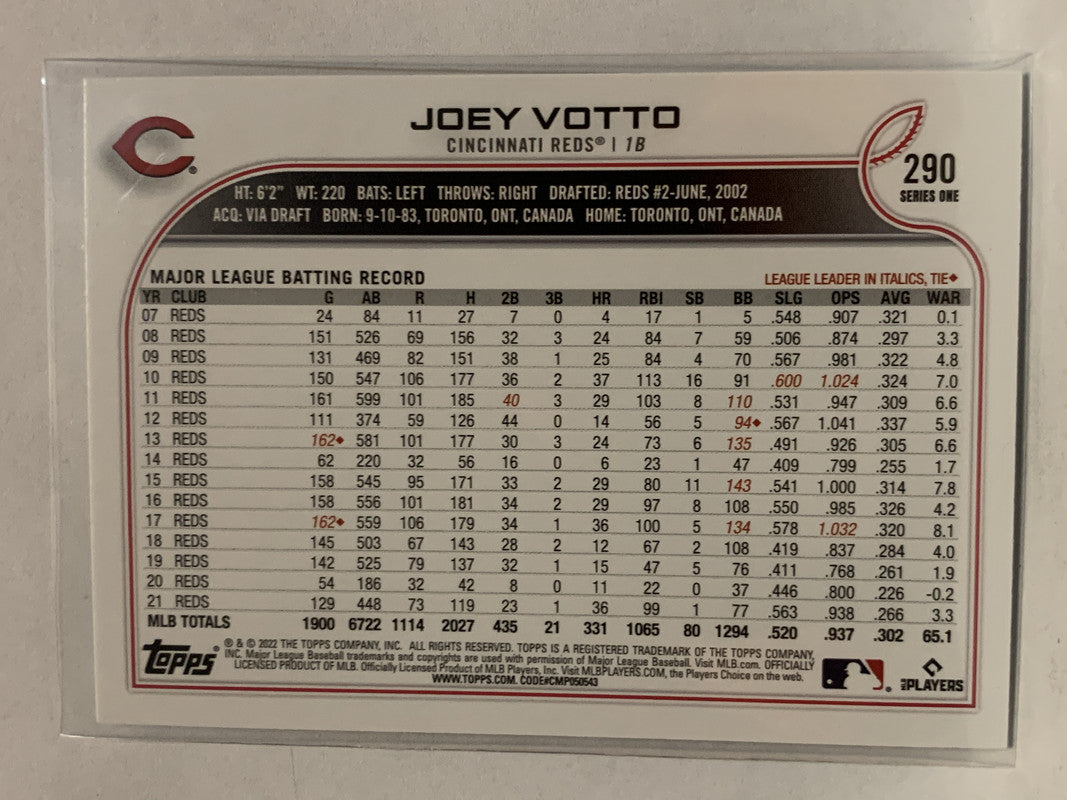 JOEY VOTTO
CINCINNATI REDS® | 1B
290
SERIES ONE
HT: 6'2" WT: 220 BATS: LEFT THROWS: RIGHT DRAFTED: REDS #2-JUNE, 2002
ACQ: VIA DRAFT BORN: 9-10-83, TORONTO, ONT, CANADA HOME: TORONTO, ONT, CANADA
MAJOR LEAGUE BATTING RECORD LEAGUE LEADER IN ITALICS, TIE◆
YR CLUB G AB R H 2B 3B HR RBI SB BB SLG OPS AVG WAR
07 REDS 24 84 11 27 7 0 4 17 1 5 .548 .907 .321 0.1
08 REDS 151 526 69 156 32 3 24 84 7 59 .506 .874 .297 3.3
09 REDS 131 469 82 151 38 1 25 84 4 70 .567 .981 .322 4.8
10 REDS 150 547 106 177 36 2 37 113 16 91 .600 1.024 .324 7.0
11 REDS 161 599 101 185 40 3 29 103 8 110 .531 .947 .309 6.6
12 REDS 111 374 59 126 44 0 14 56 5 94◆ .567 1.041 .337 5.9
13 REDS 162◆ 581 101 177 30 3 24 73 6 135 .491 .926 .305 6.6
14 REDS 62 220 32 56 16 0 6 23 1 47 .409 .799 .255 1.7
15 REDS 158 545 95 171 33 2 29 80 11 143 .541 1.000 .314 7.8
16 REDS 158 556 101 181 34 2 29 97 8 108 .550 .985 .326 4.2
17 REDS 162◆ 559 106 179 34 1 36 100 5 134 .578 1.032 .320 8.1
18 REDS 145 503 67 143 28 2 12 67 2 108 .419 .837 .284 4.0
19 REDS 142 525 79 137 32 1 15 47 5 76 .411 .768 .261 1.9
20 REDS 54 186 32 42 8 0 11 22 0 37 .446 .800 .226 -0.2
21 REDS 129 448 73 119 23 1 36 99 1 77 .563 .938 .266 3.3
MLB TOTALS 1900 6722 1114 2027 435 21 331 1065 80 1294 .520 .937 .302 65.1
topps
® & © 2022 THE TOPPS COMPANY, INC. ALL RIGHTS RESERVED. TOPPS IS A REGISTERED TRADEMARK OF THE TOPPS COMPANY,
INC. Major League Baseball trademarks and copyrights are used with permission of Major League Baseball. Visit MLB.com. OFFICIALLY
LICENSED PRODUCT OF MLB. Officially Licensed Product of MLB Players, Inc. Visit MLBPLAYERS.COM, the Players Choice on the web.
WWW.TOPPS.COM. CODE#CMP050543
MLBPLAYERS